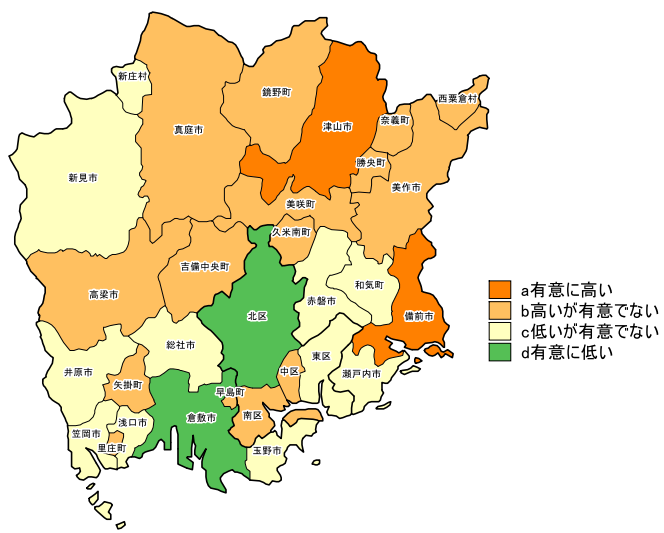 新庄村
鏡野町
西粟倉村
奈義町
津山市
真庭市
勝央町
新見市
美作市
美咲町
久米南町
吉備中央町
和気町
高梁市
赤磐市
北区
備前市
総社市
東区
井原市
中区
瀬戸内市
矢掛町
早島町
南区
倉敷市
浅口市
笠岡市
里庄町
玉野市
a有意に高い
b高いが有意でない
c低いが有意でない
d有意に低い